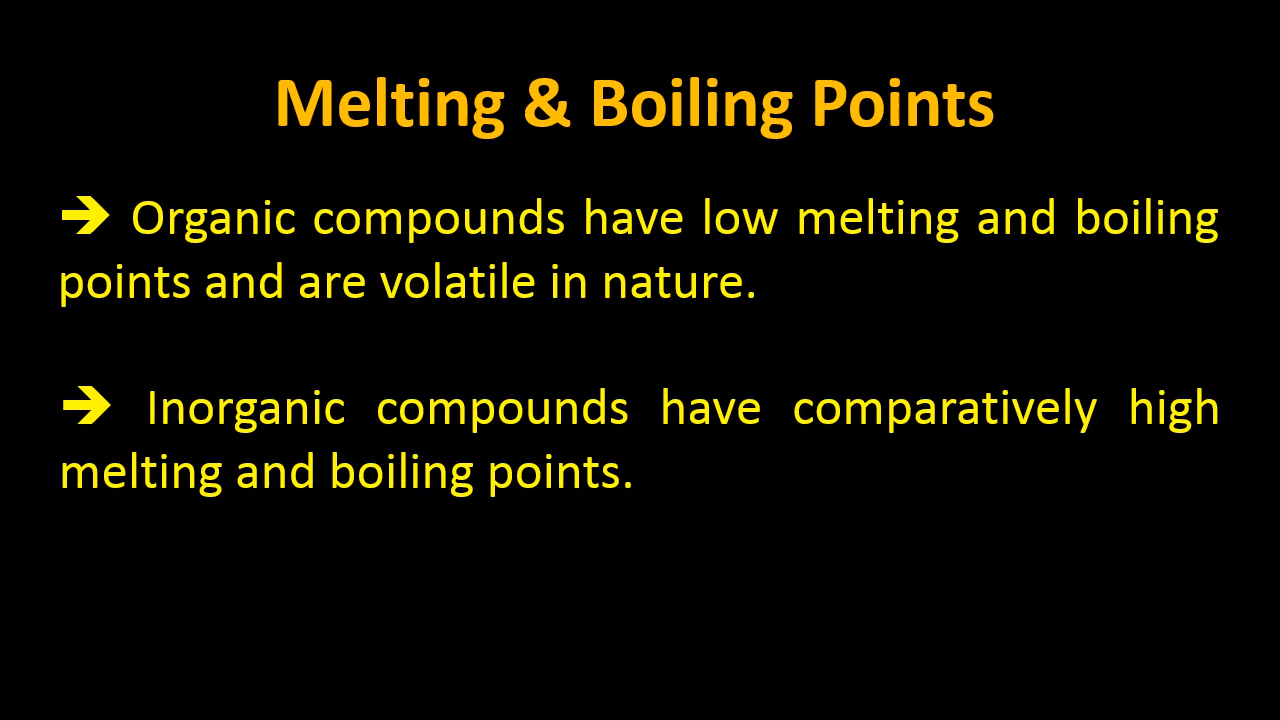 Melting & Boiling Points
➔ Organic compounds have low melting and boiling
points and are volatile in nature.
➔ Inorganic compounds have comparatively high
melting and boiling points.